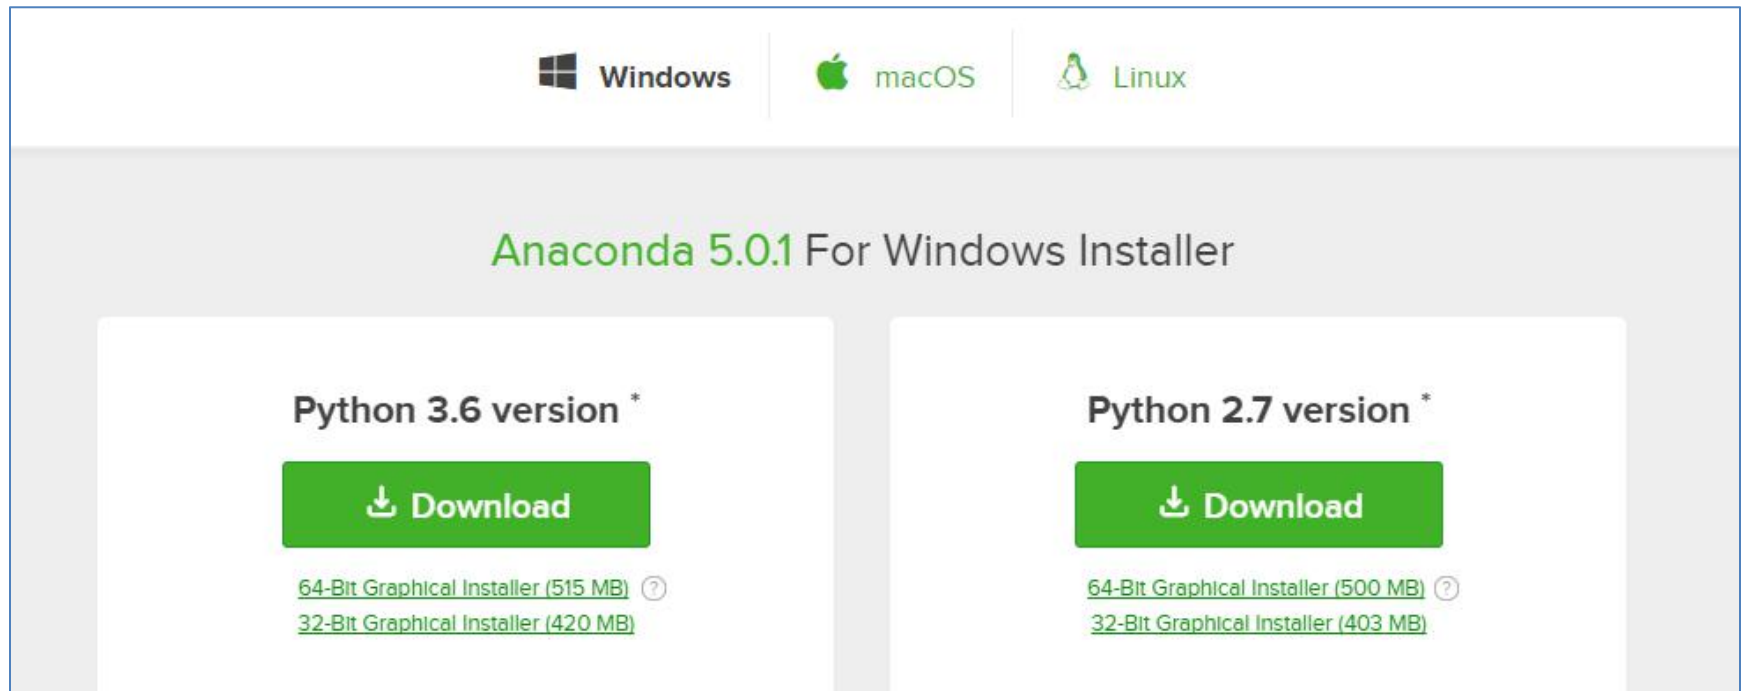 Windows macOS Linux
Anaconda 5.0.1 For Windows Installer
Python 3.6 version *
Download
64-Bit Graphical Installer (515 MB) ?
32-Bit Graphical Installer (420 MB)
Python 2.7 version *
Download
64-Bit Graphical Installer (500 MB) ?
32-Bit Graphical Installer (403 MB)